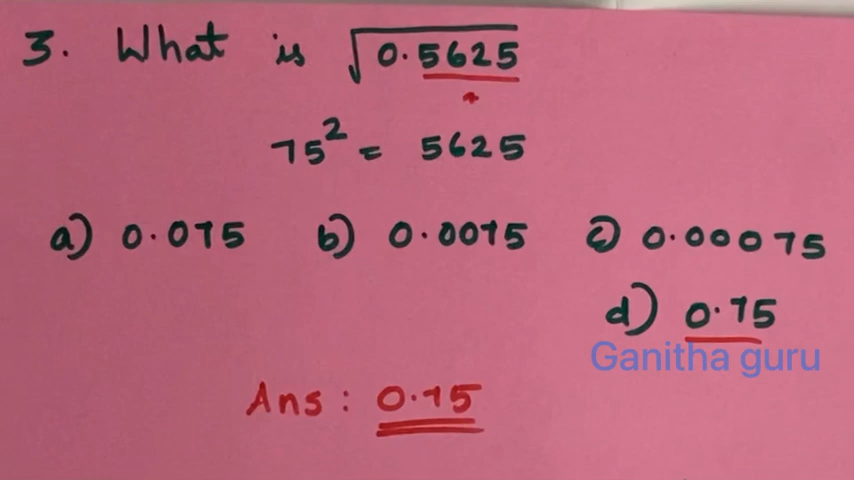 3. What is √0.5625
75² = 5625
a) 0.075 b) 0.0075 c) 0.00075
d) 0.75
Ganitha guru
Ans: 0.75